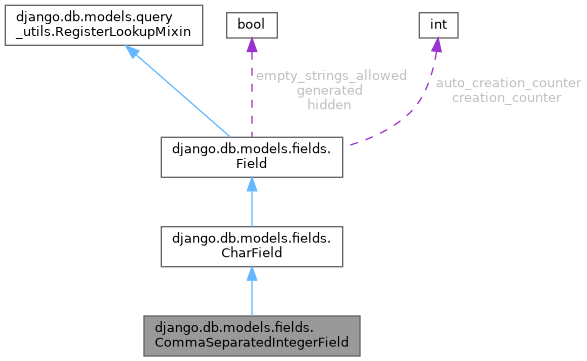 django.db.models.query
_utils.RegisterLookupMixin
bool
int
empty_strings_allowed
generated
hidden
auto_creation_counter
creation_counter
django.db.models.fields.
Field
django.db.models.fields.
CharField
django.db.models.fields.
CommaSeparatedIntegerField